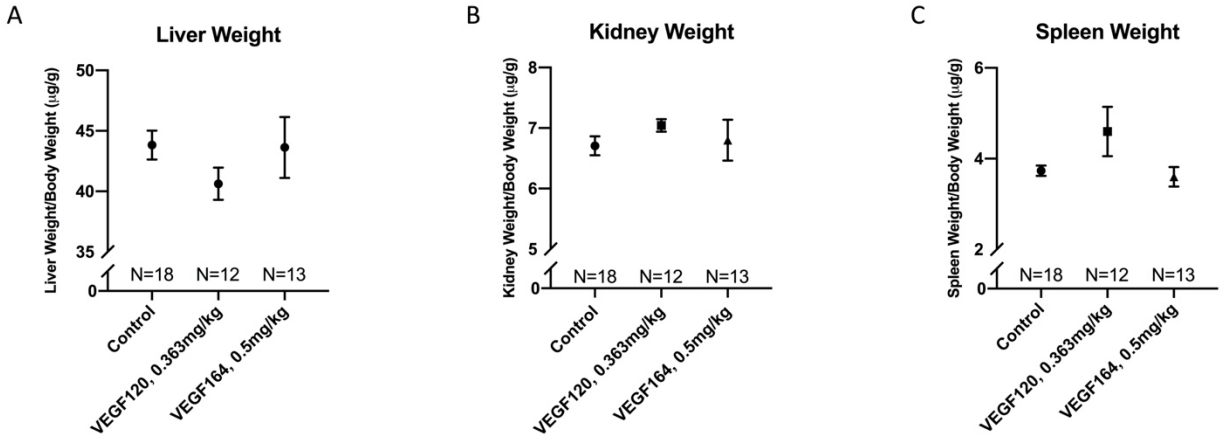 A
Liver Weight
Liver Weight/Body Weight (μg/g)
50
45
40
35
0
N=18 N=12 N=13
Control
VEGF120, 0.363mg/kg
VEGF164, 0.5mg/kg
B
Kidney Weight
Kidney Weight/Body Weight (μg/g)
8
7
6
5
0
N=18 N=12 N=13
Control
VEGF120, 0.363mg/kg
VEGF164, 0.5mg/kg
C
Spleen Weight
Spleen Weight/Body Weight (μg/g)
6
4
2
0
N=18 N=12 N=13
Control
VEGF120, 0.363mg/kg
VEGF164, 0.5mg/kg